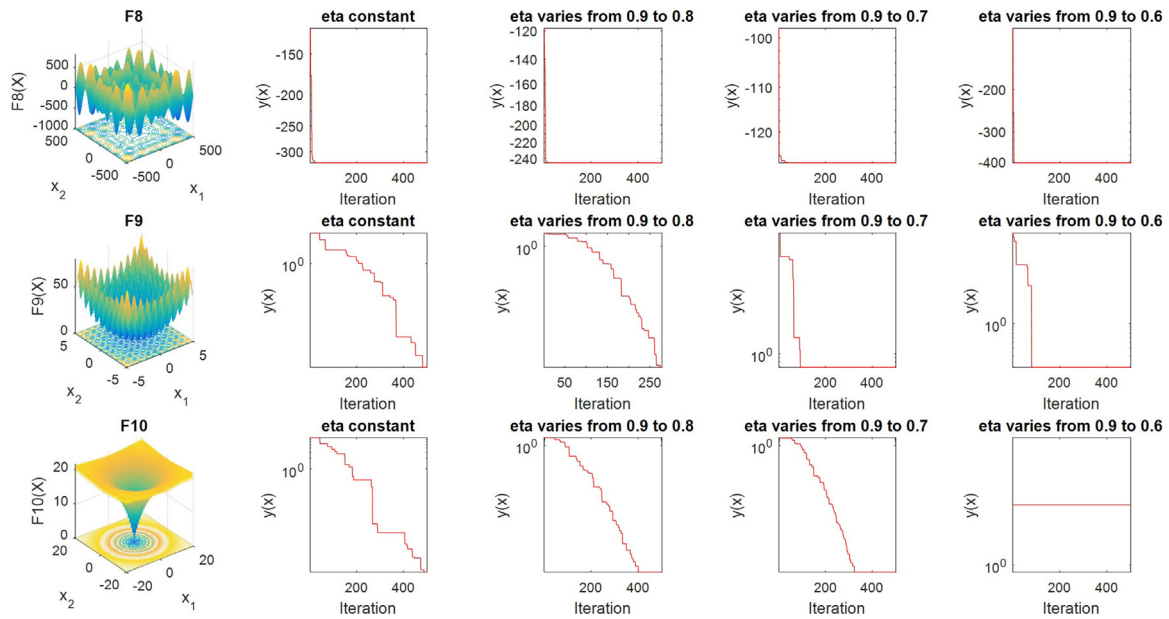 F8
eta constant
eta varies from 0.9 to 0.8
eta varies from 0.9 to 0.7
eta varies from 0.9 to 0.6
F8(X)
500
0
-500
-1000
500
0
-500
-500
0
500
x2
x1
y(x)
-150
-200
-250
-300
200
400
Iteration
y(x)
-120
-140
-160
-180
-200
-220
-240
200
400
Iteration
y(x)
-100
-110
-120
200
400
Iteration
y(x)
-200
-300
-400
200
400
Iteration
F9
eta constant
eta varies from 0.9 to 0.8
eta varies from 0.9 to 0.7
eta varies from 0.9 to 0.6
F9(X)
50
0
5
0
-5
-5
0
5
x2
x1
y(x)
10^0
200
400
Iteration
y(x)
10^0
50
150
250
Iteration
y(x)
10^0
200
400
Iteration
y(x)
10^0
200
400
Iteration
F10
eta constant
eta varies from 0.9 to 0.8
eta varies from 0.9 to 0.7
eta varies from 0.9 to 0.6
F10(X)
20
10
0
20
0
-20
-20
0
20
x2
x1
y(x)
10^0
200
400
Iteration
y(x)
10^0
200
400
Iteration
y(x)
10^0
200
400
Iteration
y(x)
10^0
200
400
Iteration